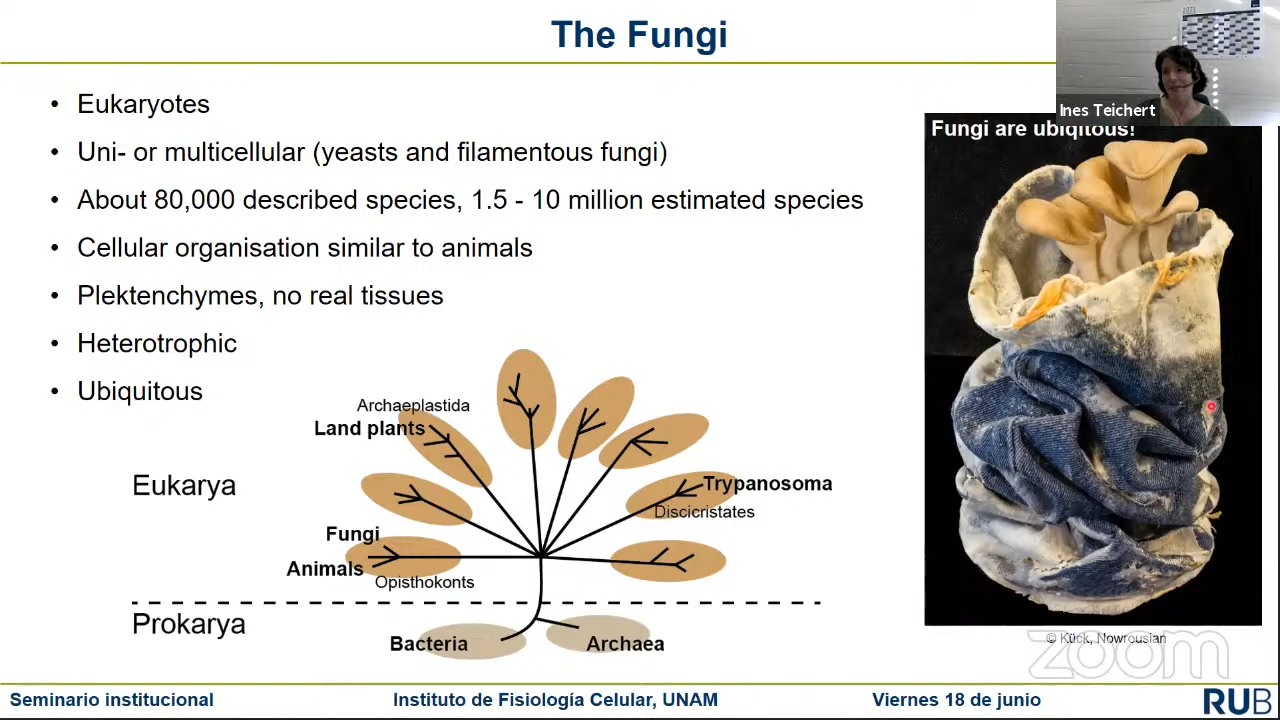 The Fungi
• Eukaryotes
• Uni- or multicellular (yeasts and filamentous fungi)
• About 80,000 described species, 1.5 - 10 million estimated species
• Cellular organisation similar to animals
• Plektenchymes, no real tissues
• Heterotrophic
• Ubiquitous
Archaeplastida
Land plants
Eukarya
Trypanosoma
Discicristates
Fungi
Animals
Opisthokonts
Prokarya
Bacteria
Archaea
2021
Ines Teichert
Fungi are ubiqitous!
© Kück, Nowrousian
zoom
Seminario institucional
Instituto de Fisiología Celular, UNAM
Viernes 18 de junio
RUB